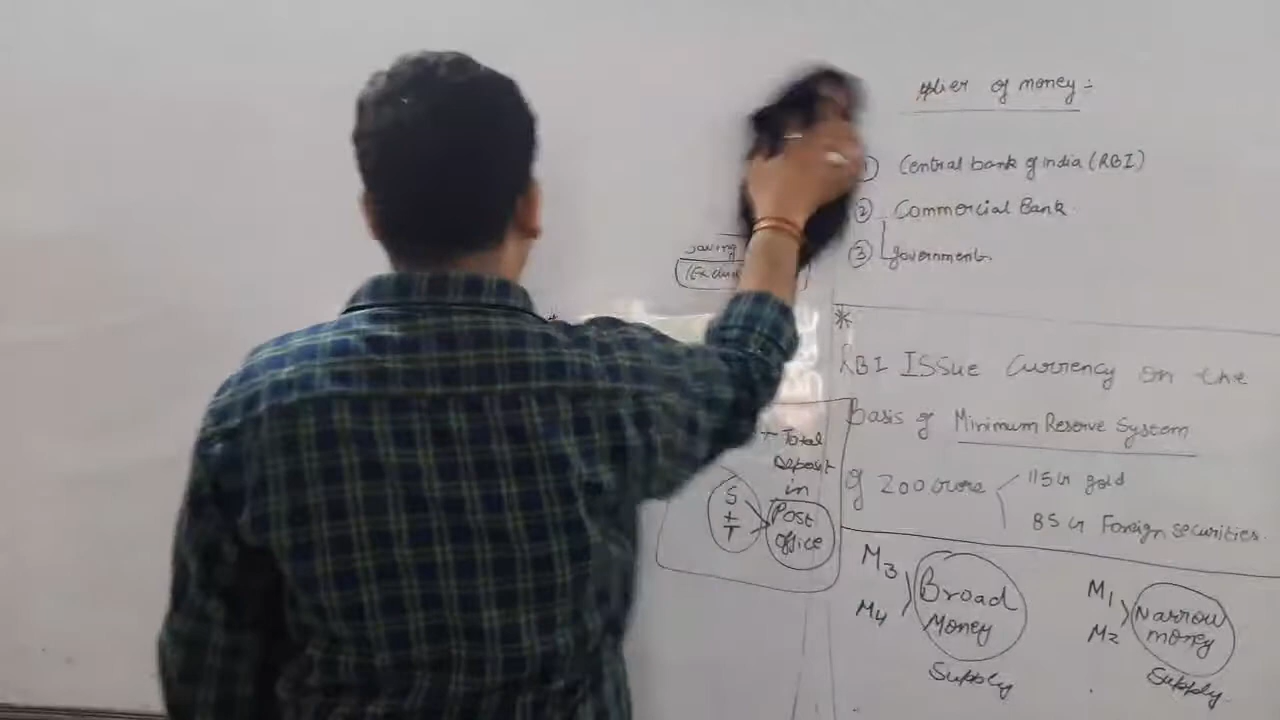 of money :-
1) Central bank of india (RBI)
② Commercial Bank.
③ government.
saving
*
RBI Issue Currency on the
basis of Minimum Reserve System
of 200 crore
115 cr gold
85 cr Foreign securities.
+ Total
deposit
in
Post
office
S
+
T
M3
M4
Broad
Money
Supply
M1
M2
Narrow
money
Supply.